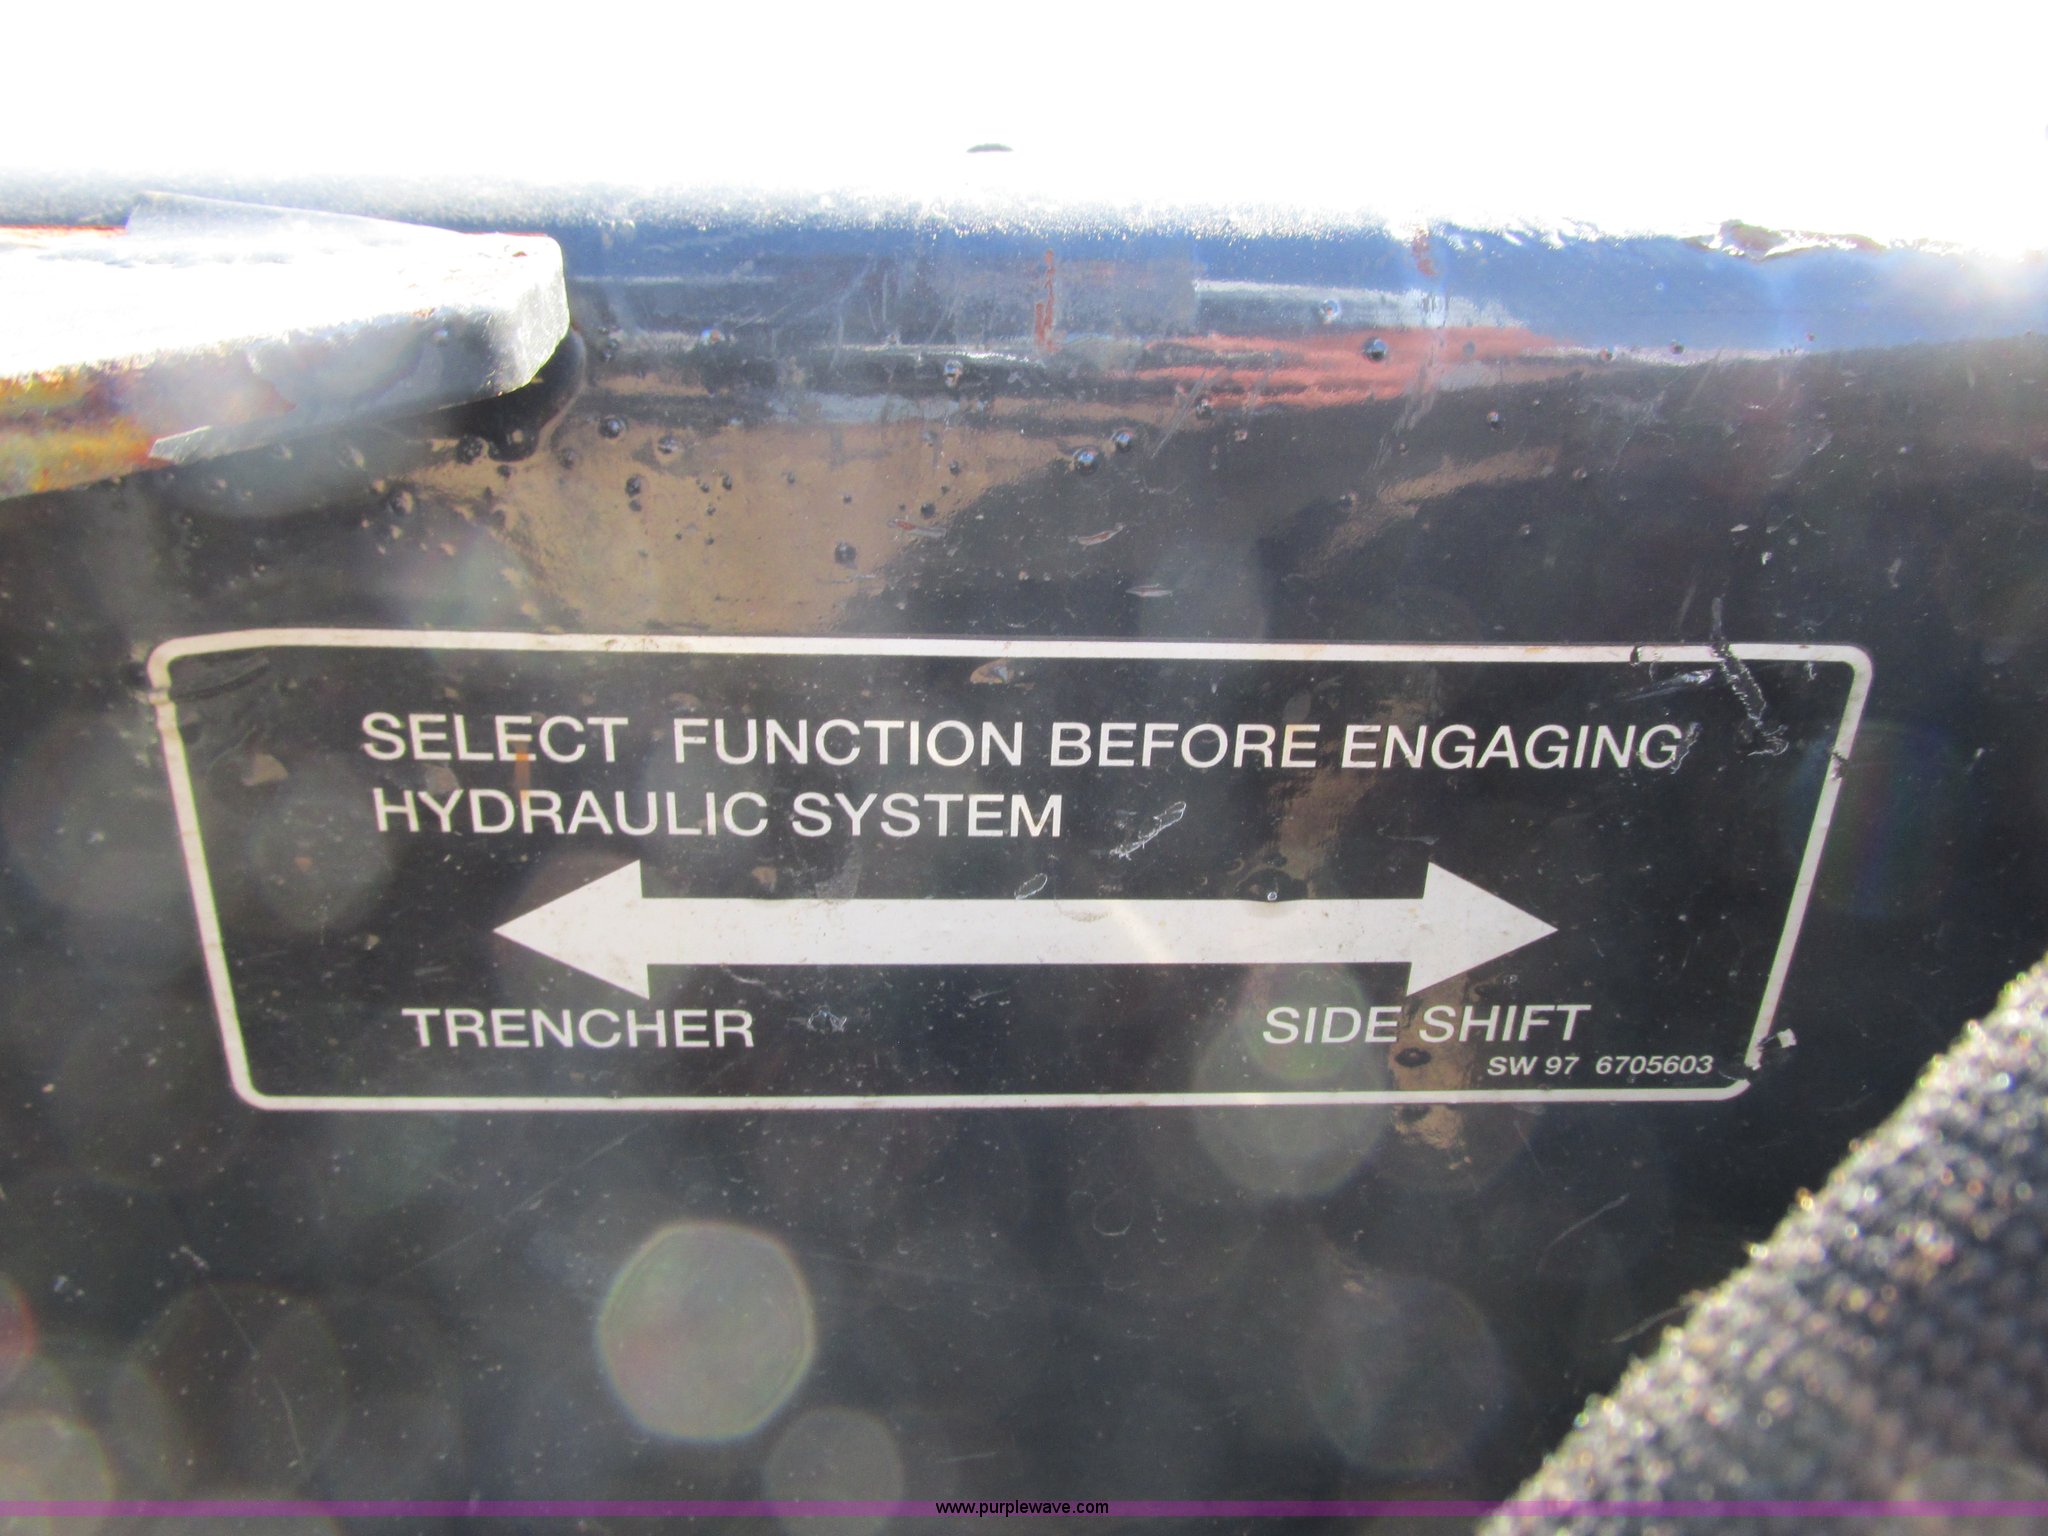 SELECT FUNCTION BEFORE ENGAGING
HYDRAULIC SYSTEM
TRENCHER SIDE SHIFT
SW 97 6705603
www.purplewave.com